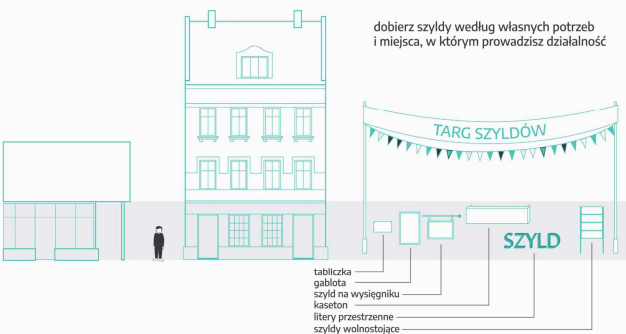 dobierz szyldy według własnych potrzeb
i miejsca, w którym prowadzisz działalność
TARG SZYLDÓW
SZYLD
tabliczka
gablota
szyld na wysięgniku
kaseton
litery przestrzenne
szyldy wolnostojące